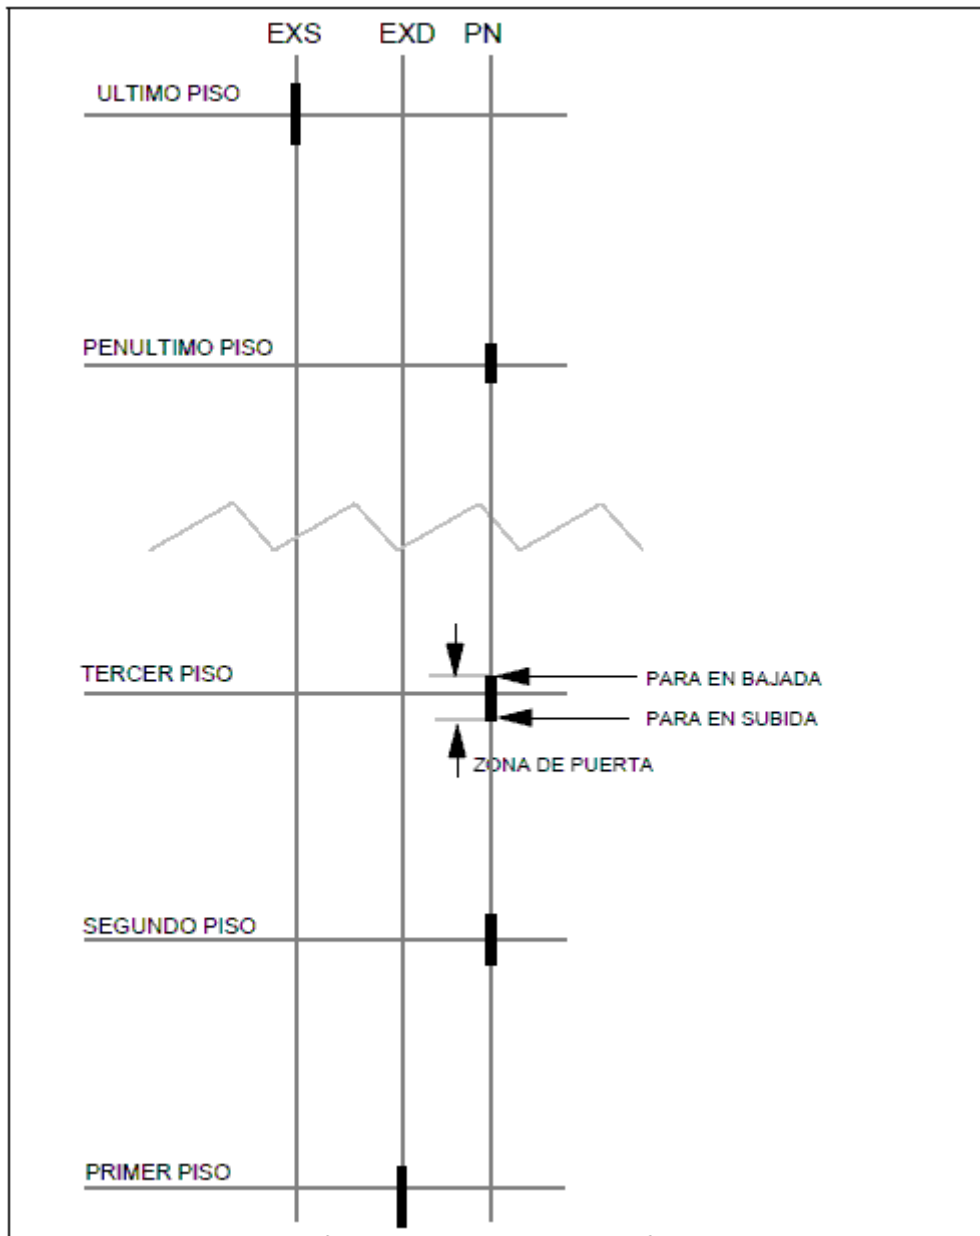 EXS EXD PN
ULTIMO PISO
PENULTIMO PISO
TERCER PISO
PARA EN BAJADA
PARA EN SUBIDA
ZONA DE PUERTA
SEGUNDO PISO
PRIMER PISO